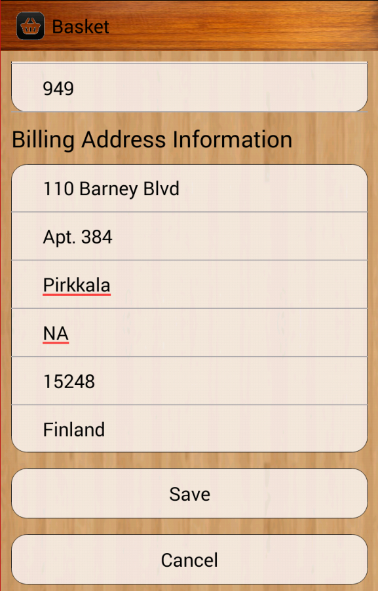 Basket
949
Billing Address Information
110 Barney Blvd
Apt. 384
Pirkkala
NA
15248
Finland
Save
Cancel